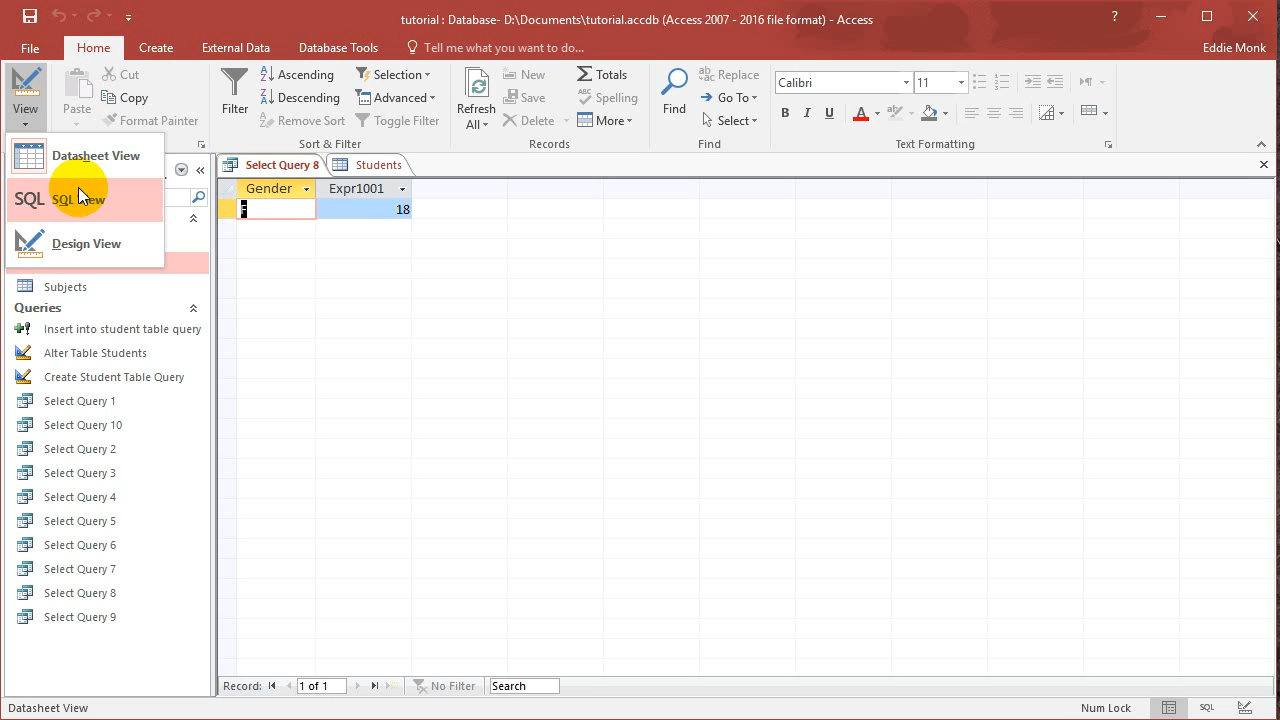 tutorial : Database- D:\Documents\tutorial.accdb (Access 2007 - 2016 file format) - Access
?
File
Home
Create
External Data
Database Tools
Tell me what you want to do...
Eddie Monk
View
Paste
Cut
Copy
Format Painter
Filter
Ascending
Descending
Remove Sort
Selection
Advanced
Toggle Filter
Sort & Filter
Refresh
All
New
Save
Delete
Totals
Spelling
More
Records
Find
Replace
Go To
Select
Find
Calibri
11
B I U
A
Text Formatting
Datasheet View
SQL SQL View
Design View
Subjects
Queries
Insert into student table query
Alter Table Students
Create Student Table Query
Select Query 1
Select Query 10
Select Query 2
Select Query 3
Select Query 4
Select Query 5
Select Query 6
Select Query 7
Select Query 8
Select Query 9
Select Query 8
Students
Gender Expr1001
F 18
Record: 1 of 1 No Filter Search
Datasheet View
Num Lock
SQL